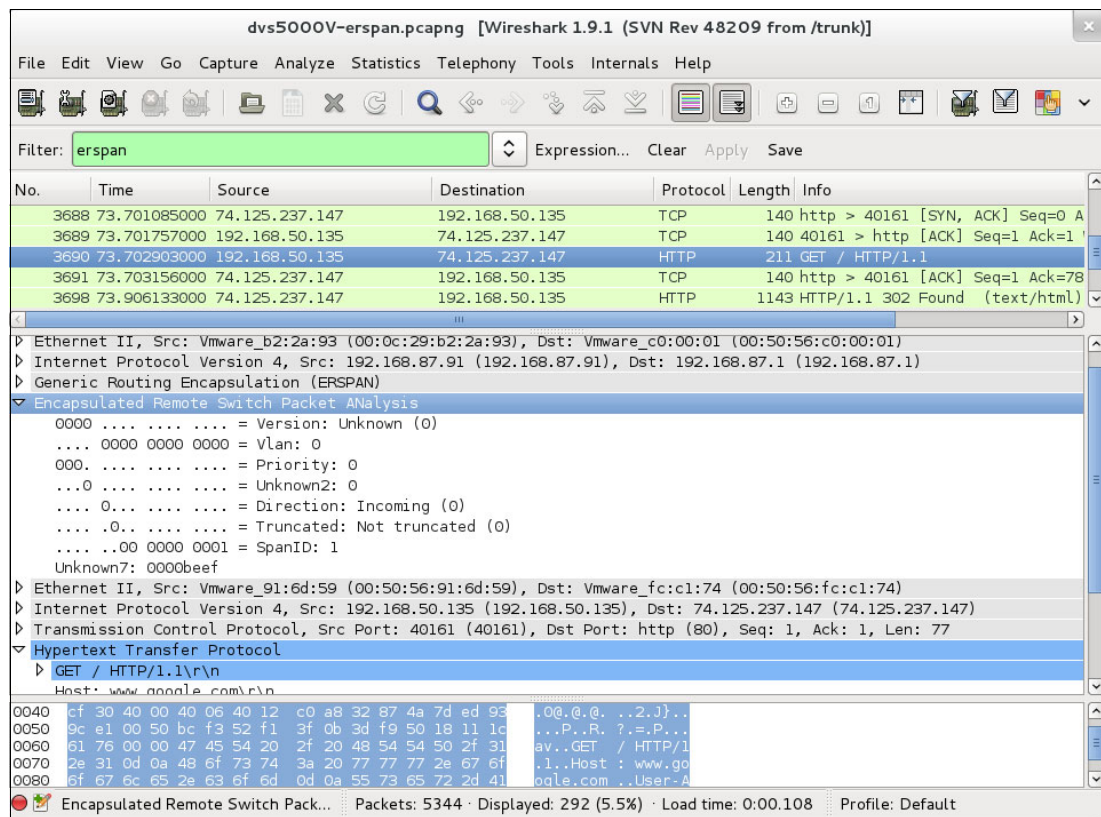 dvs5000V-erspan.pcapng [Wireshark 1.9.1 (SVN Rev 48209 from /trunk)]
File Edit View Go Capture Analyze Statistics Telephony Tools Internals Help
Filter: erspan Expression... Clear Apply Save
No. Time Source Destination Protocol Length Info
3688 73.701085000 74.125.237.147 192.168.50.135 TCP 140 http > 40161 [SYN, ACK] Seq=0 A
3689 73.701757000 192.168.50.135 74.125.237.147 TCP 140 40161 > http [ACK] Seq=1 Ack=1
3690 73.702903000 192.168.50.135 74.125.237.147 HTTP 211 GET / HTTP/1.1
3691 73.703156000 74.125.237.147 192.168.50.135 TCP 140 http > 40161 [ACK] Seq=1 Ack=78
3698 73.906133000 74.125.237.147 192.168.50.135 HTTP 1143 HTTP/1.1 302 Found (text/html)
Ethernet II, Src: Vmware_b2:2a:93 (00:0c:29:b2:2a:93), Dst: Vmware_c0:00:01 (00:50:56:c0:00:01)
Internet Protocol Version 4, Src: 192.168.87.91 (192.168.87.91), Dst: 192.168.87.1 (192.168.87.1)
Generic Routing Encapsulation (ERSPAN)
Encapsulated Remote Switch Packet ANalysis
0000 .... .... .... = Version: Unknown (0)
.... 0000 0000 0000 = Vlan: 0
000. .... .... .... = Priority: 0
...0 .... .... .... = Unknown2: 0
.... 0... .... .... = Direction: Incoming (0)
.... .0.. .... .... = Truncated: Not truncated (0)
.... ..00 0000 0001 = SpanID: 1
Unknown7: 0000beef
Ethernet II, Src: Vmware_91:6d:59 (00:50:56:91:6d:59), Dst: Vmware_fc:c1:74 (00:50:56:fc:c1:74)
Internet Protocol Version 4, Src: 192.168.50.135 (192.168.50.135), Dst: 74.125.237.147 (74.125.237.147)
Transmission Control Protocol, Src Port: 40161 (40161), Dst Port: http (80), Seq: 1, Ack: 1, Len: 77
Hypertext Transfer Protocol
GET / HTTP/1.1\r\n
Host: www.google.com\r\n
0040 cf 30 40 00 40 06 40 12 c0 a8 32 87 4a 7d ed 93 .0@.@.@. ..2.J}..
0050 9c e1 00 50 bc f3 52 f1 3f 0b 3d f9 50 18 11 1c ...P..R. ?.=.P...
0060 61 76 00 00 47 45 54 20 2f 20 48 54 54 50 2f 31 av..GET / HTTP/1
0070 2e 31 0d 0a 48 6f 73 74 3a 20 77 77 77 2e 67 6f .1..Host : www.go
0080 6f 67 6c 65 2e 63 6f 6d 0d 0a 55 73 65 72 2d 41 ogle.com ..User-A
Encapsulated Remote Switch Pack... Packets: 5344 · Displayed: 292 (5.5%) · Load time: 0:00.108 Profile: Default